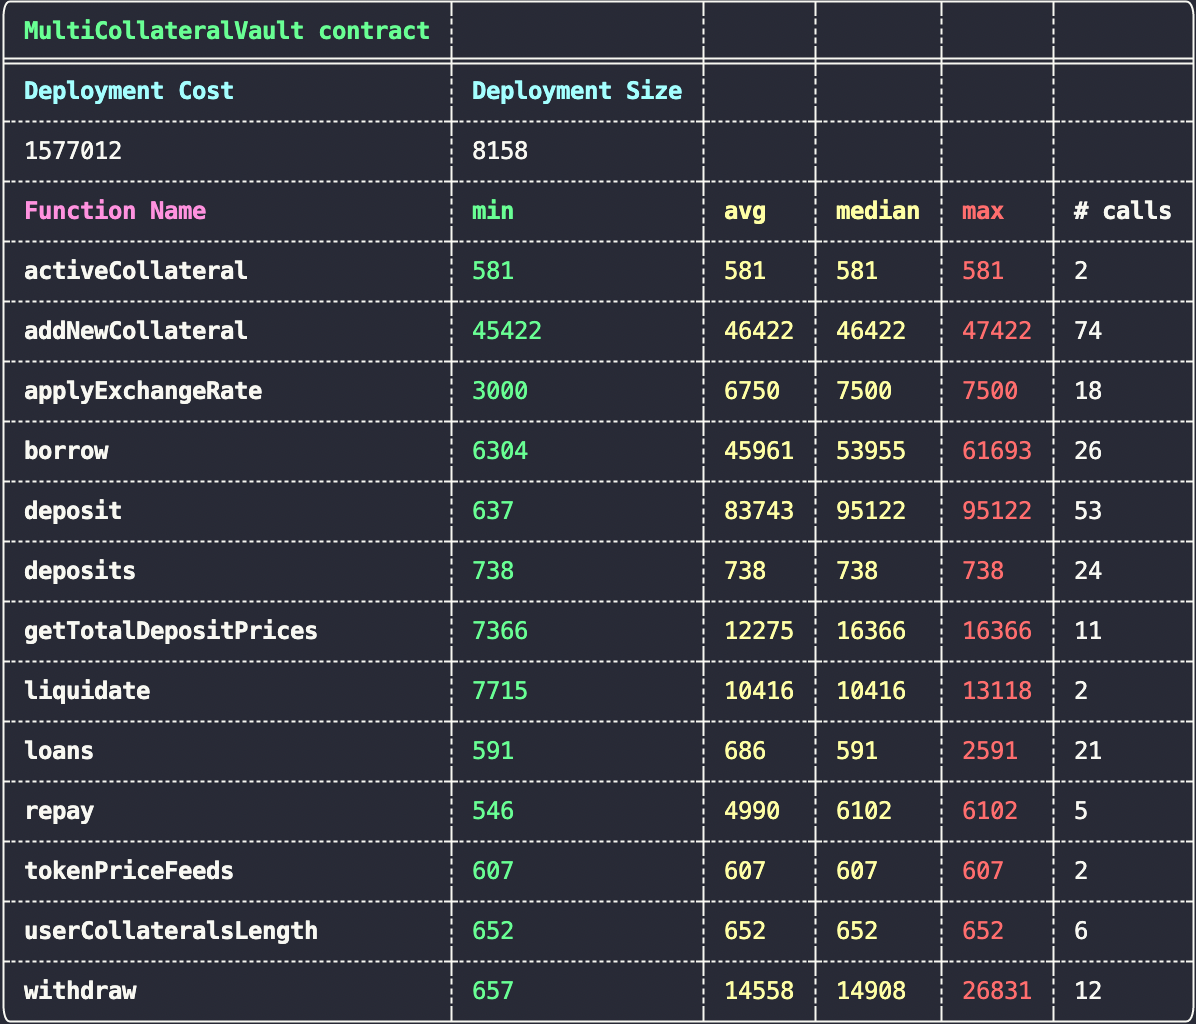 MultiCollateralVault contract
Deployment Cost Deployment Size
1577012 8158
Function Name min avg median max # calls
activeCollateral 581 581 581 581 2
addNewCollateral 45422 46422 46422 47422 74
applyExchangeRate 3000 6750 7500 7500 18
borrow 6304 45961 53955 61693 26
deposit 637 83743 95122 95122 53
deposits 738 738 738 738 24
getTotalDepositPrices 7366 12275 16366 16366 11
liquidate 7715 10416 10416 13118 2
loans 591 686 591 2591 21
repay 546 4990 6102 6102 5
tokenPriceFeeds 607 607 607 607 2
userCollateralsLength 652 652 652 652 6
withdraw 657 14558 14908 26831 12